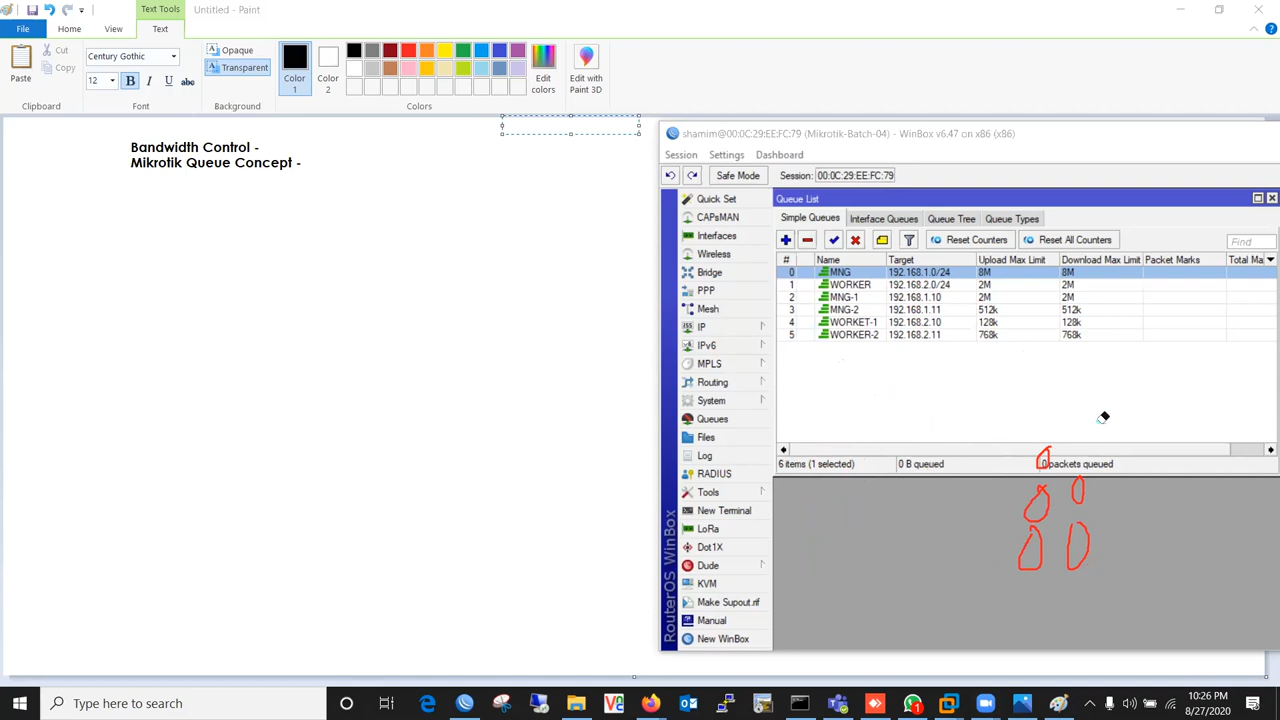 Text Tools
Untitled - Paint
File
Home
View
Text
Paste
Cut
Copy
Century Gothic
12
B
I
U
abc
Opaque
Transparent
Color
1
Color
2
Edit
colors
Edit with
Paint 3D
Clipboard
Font
Background
Colors
Bandwidth Control -
Mikrotik Queue Concept -
shamim@00:0C:29:EE:FC:79 (Mikrotik-Batch-04) - WinBox v6.47 on x86 (x86)
Session Settings Dashboard
Safe Mode Session: 00:0C:29:EE:FC:79
Quick Set
CAPsMAN
Interfaces
Wireless
Bridge
PPP
Mesh
IP
IPv6
MPLS
Routing
System
Queues
Files
Log
RADIUS
Tools
New Terminal
LoRa
Dot1X
Dude
KVM
Make Supout.rif
Manual
New WinBox
RouterOS WinBox
Queue List
Simple Queues Interface Queues Queue Tree Queue Types
Reset Counters Reset All Counters Find
# Name Target Upload Max Limit Download Max Limit Packet Marks Total Ma
0 MNG 192.168.1.0/24 8M 8M
1 WORKER 192.168.2.0/24 2M 2M
2 MNG-1 192.168.1.10 2M 2M
3 MNG-2 192.168.1.11 512k 512k
4 WORKET-1 192.168.2.10 128k 128k
5 WORKER-2 192.168.2.11 768k 768k
6 items (1 selected) 0 B queued 0 packets queued
Type here to search
10:26 PM
8/27/2020